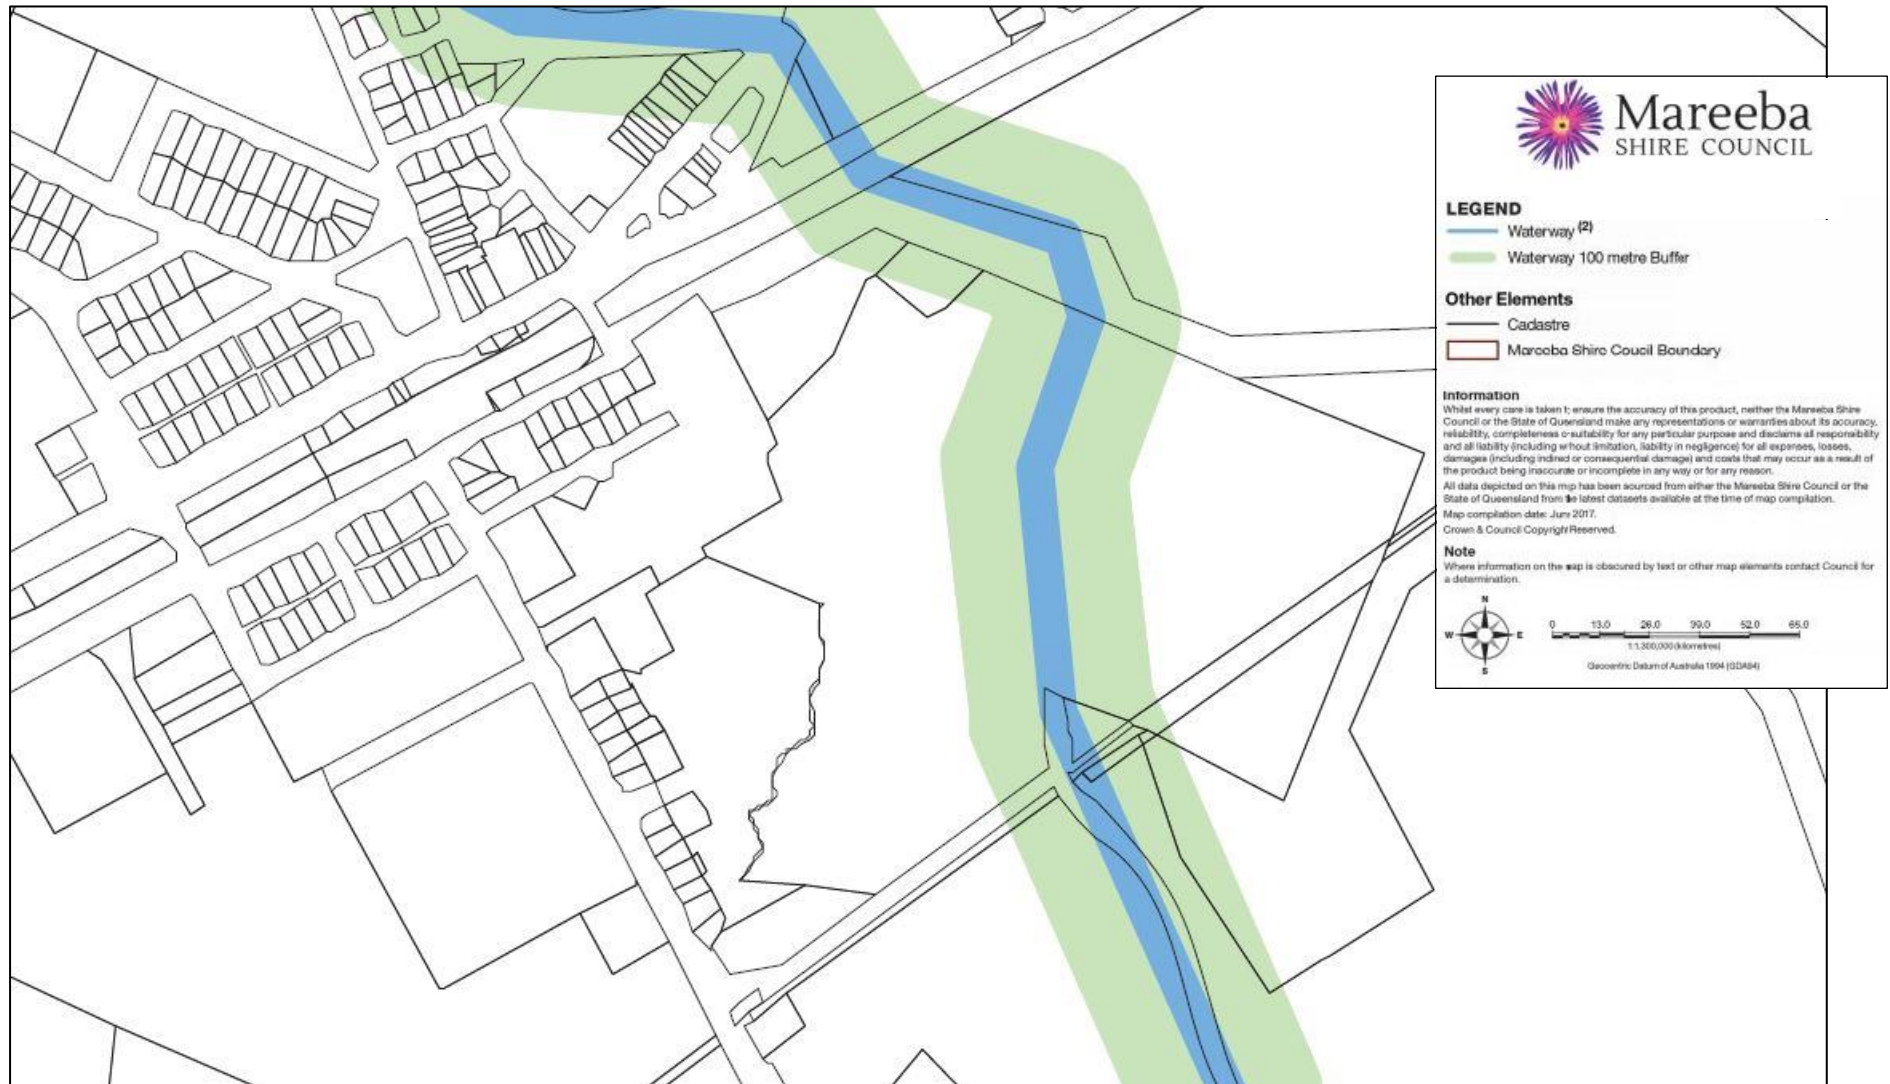 Mareeba
SHIRE COUNCIL
LEGEND
Waterway (2)
Waterway 100 metre Buffer
Other Elements
Cadastre
Mareeba Shire Coucil Boundary
Information
Whilst every care is taken t; ensure the accuracy of this product, neither the Mareeba Shire
Council or the State of Queensland make any representations or warranties about its accuracy,
reliability, completeness o suitability for any particular purpose and disclaims all responsibility
and all liability (including w hout limitation, liability in negligence) for all expenses, losses,
damages (including indired or consequential damage) and costs that may occur as a result of
the product being inaccurate or incomplete in any way or for any reason.
All data depicted on this map has been sourced from either the Mareeba Shire Council or the
State of Queensland from the latest datasets available at the time of map compilation.
Map compilation date: June 2017.
Crown & Council Copyright Reserved.
Note
Where information on the map is obscured by text or other map elements contact Council for
a determination.
N
W E
S
0 13.0 26.0 39.0 52.0 65.0
1:1,300,000 (kilometres)
Geocentric Datum of Australia 1994 (GDA94)